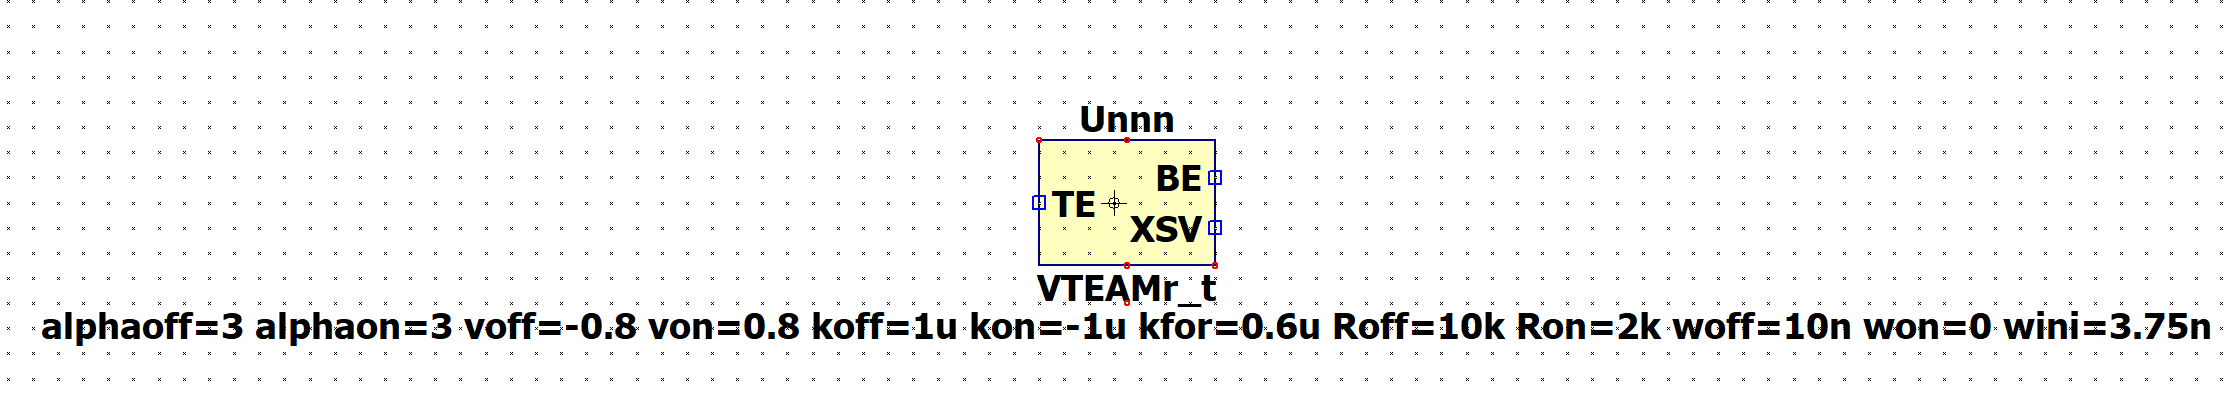 Unnn
BE
TE
XSV
VTEAMr_t
alphaoff=3 alphaon=3 voff=-0.8 von=0.8 koff=1u kon=-1u kfor=0.6u Roff=10k Ron=2k woff=10n won=0 wini=3.75n